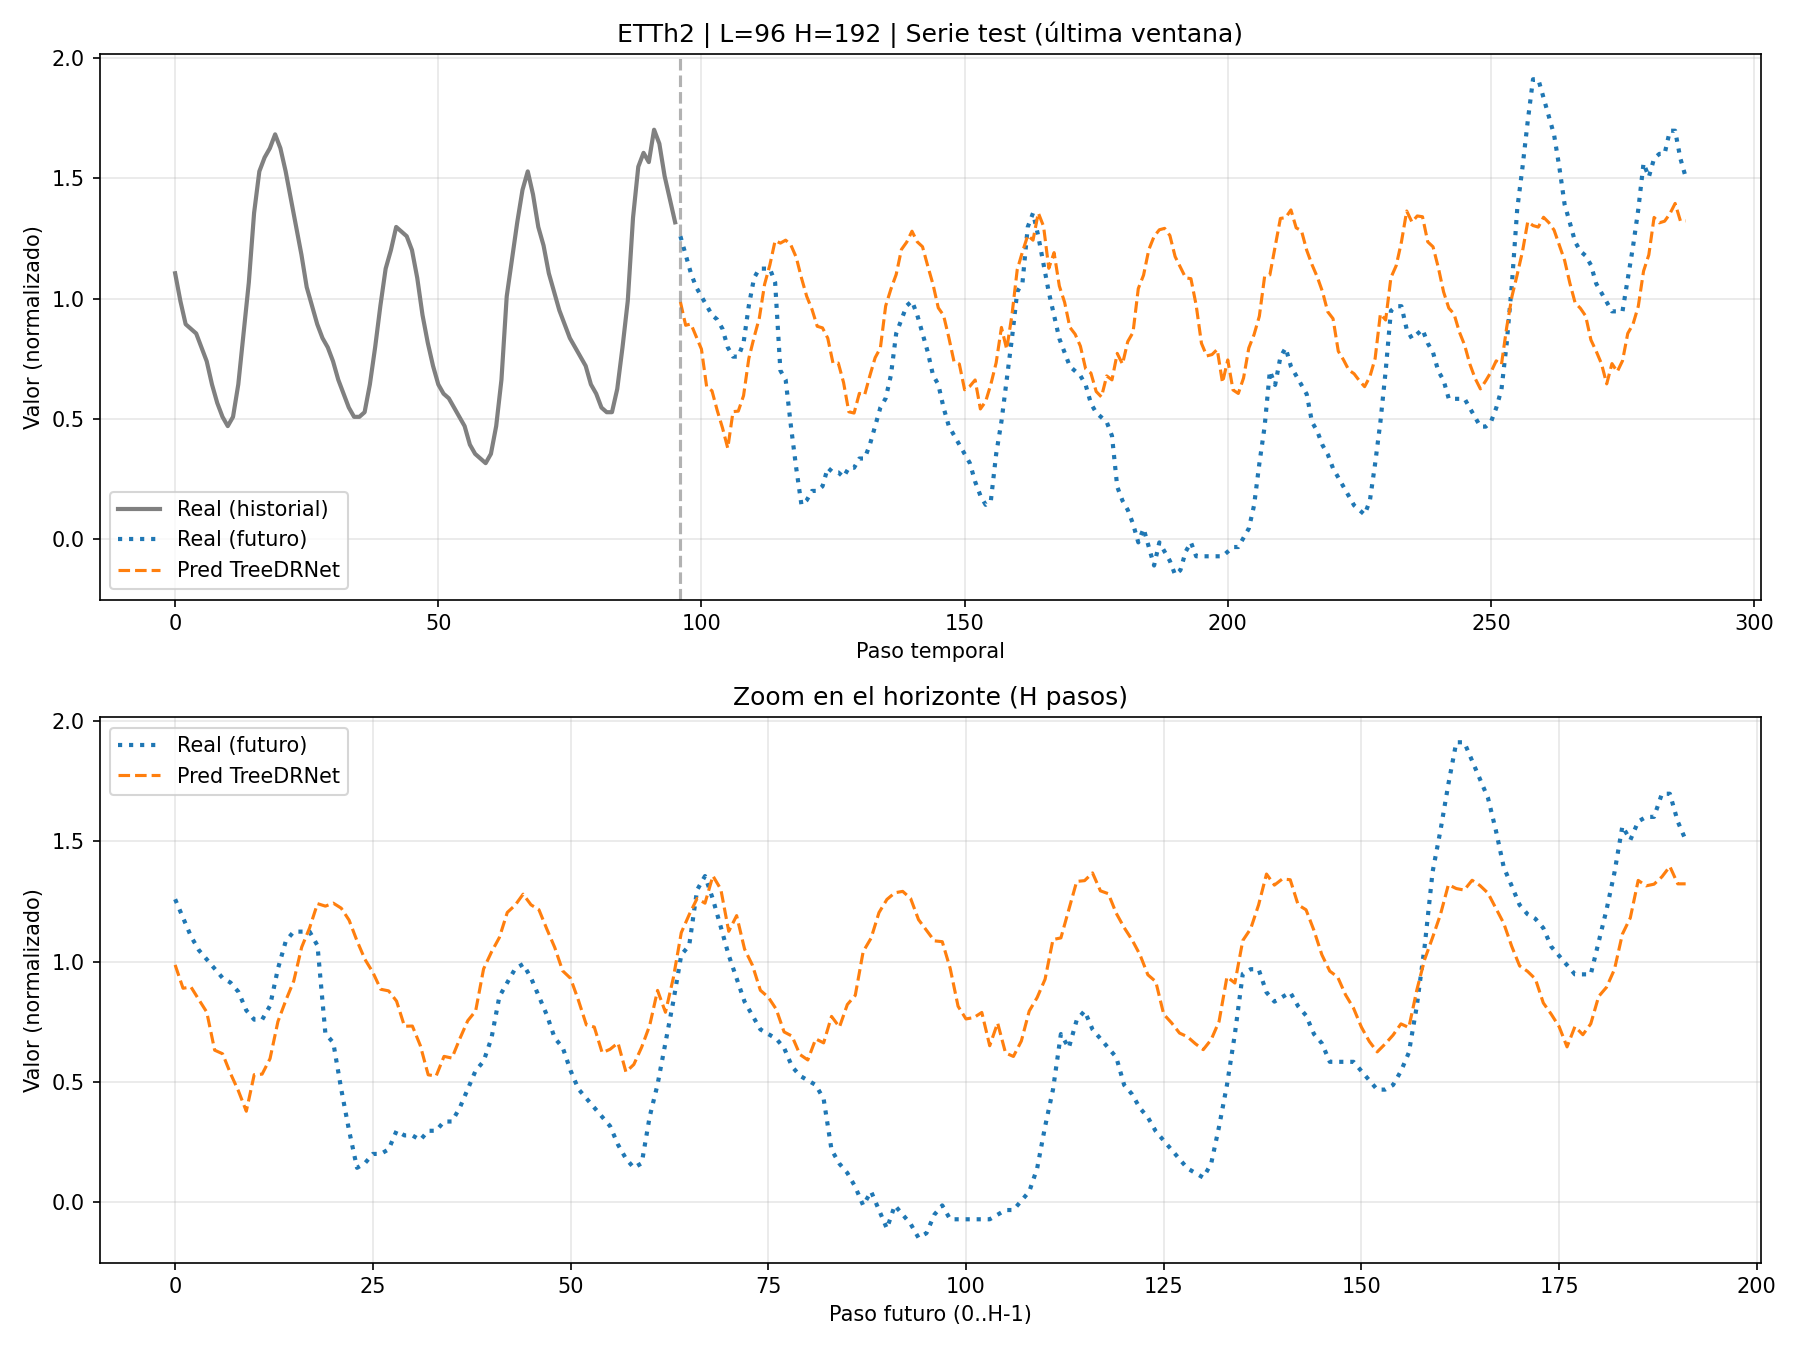 ETTh2 | L=96 H=192 | Serie test (última ventana)
Valor (normalizado)
2.0
1.5
1.0
0.5
0.0
Real (historial)
Real (futuro)
Pred TreeDRNet
0 50 100 150 200 250 300
Paso temporal
Zoom en el horizonte (H pasos)
Valor (normalizado)
2.0
1.5
1.0
0.5
0.0
Real (futuro)
Pred TreeDRNet
0 25 50 75 100 125 150 175 200
Paso futuro (0..H-1)